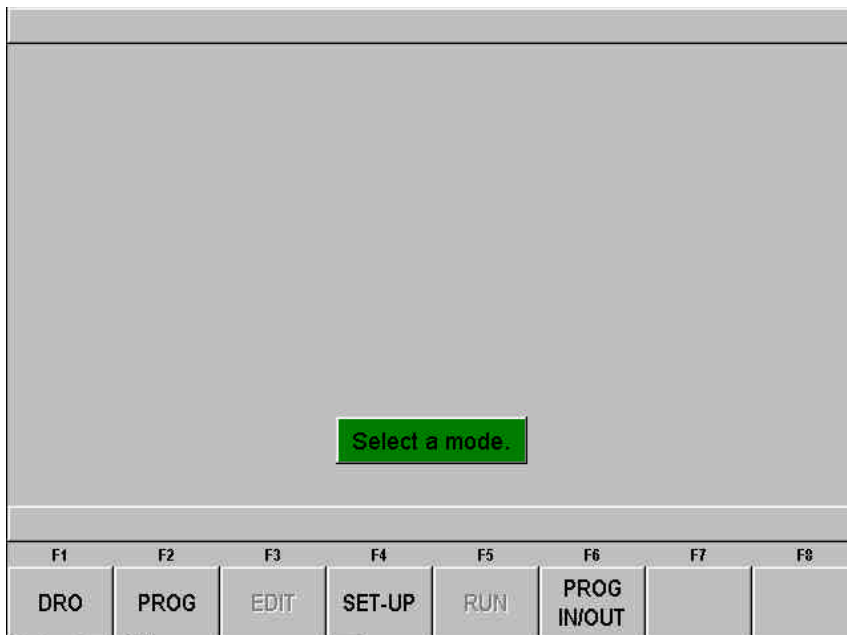 Select a mode.
F1 F2 F3 F4 F5 F6 F7 F8
DRO PROG EDIT SET-UP RUN PROG
IN/OUT